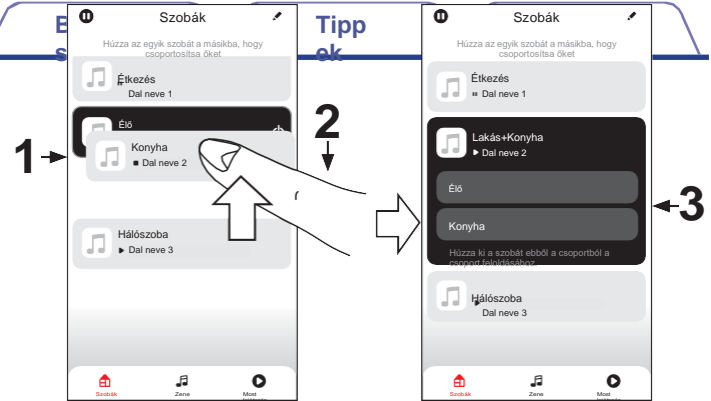 Tipp
ek
Szobák
Húzza az egyik szobát a másikba, hogy
csoportosítsa őket
Étkezés
Dal neve 1
Élő
Konyha
Dal neve 2
Hálószoba
Dal neve 3
Szobák
Zene
Most
1
2
Szobák
Húzza az egyik szobát a másikba, hogy
csoportosítsa őket
Étkezés
Dal neve 1
Lakás+Konyha
Dal neve 2
Élő
Konyha
Húzza ki a szobát ebből a csoportból a
csoport feloldásához
Hálószoba
Dal neve 3
Szobák
Zene
Most
3